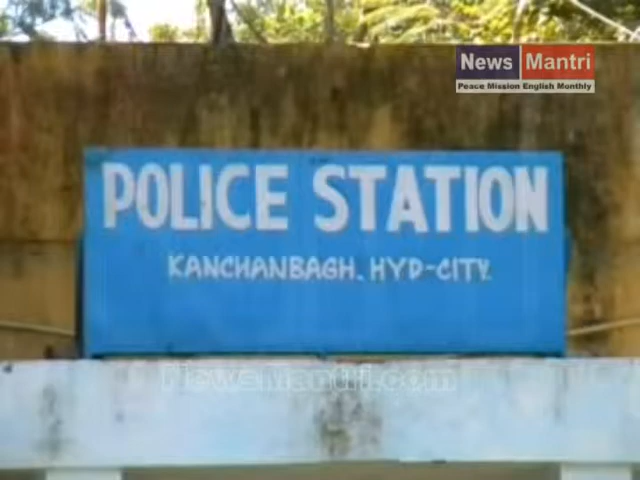 News Mantri
Peace Mission English Monthly
POLICE STATION
KANCHANBAGH. HYD-CITY.
NewsMantri.com